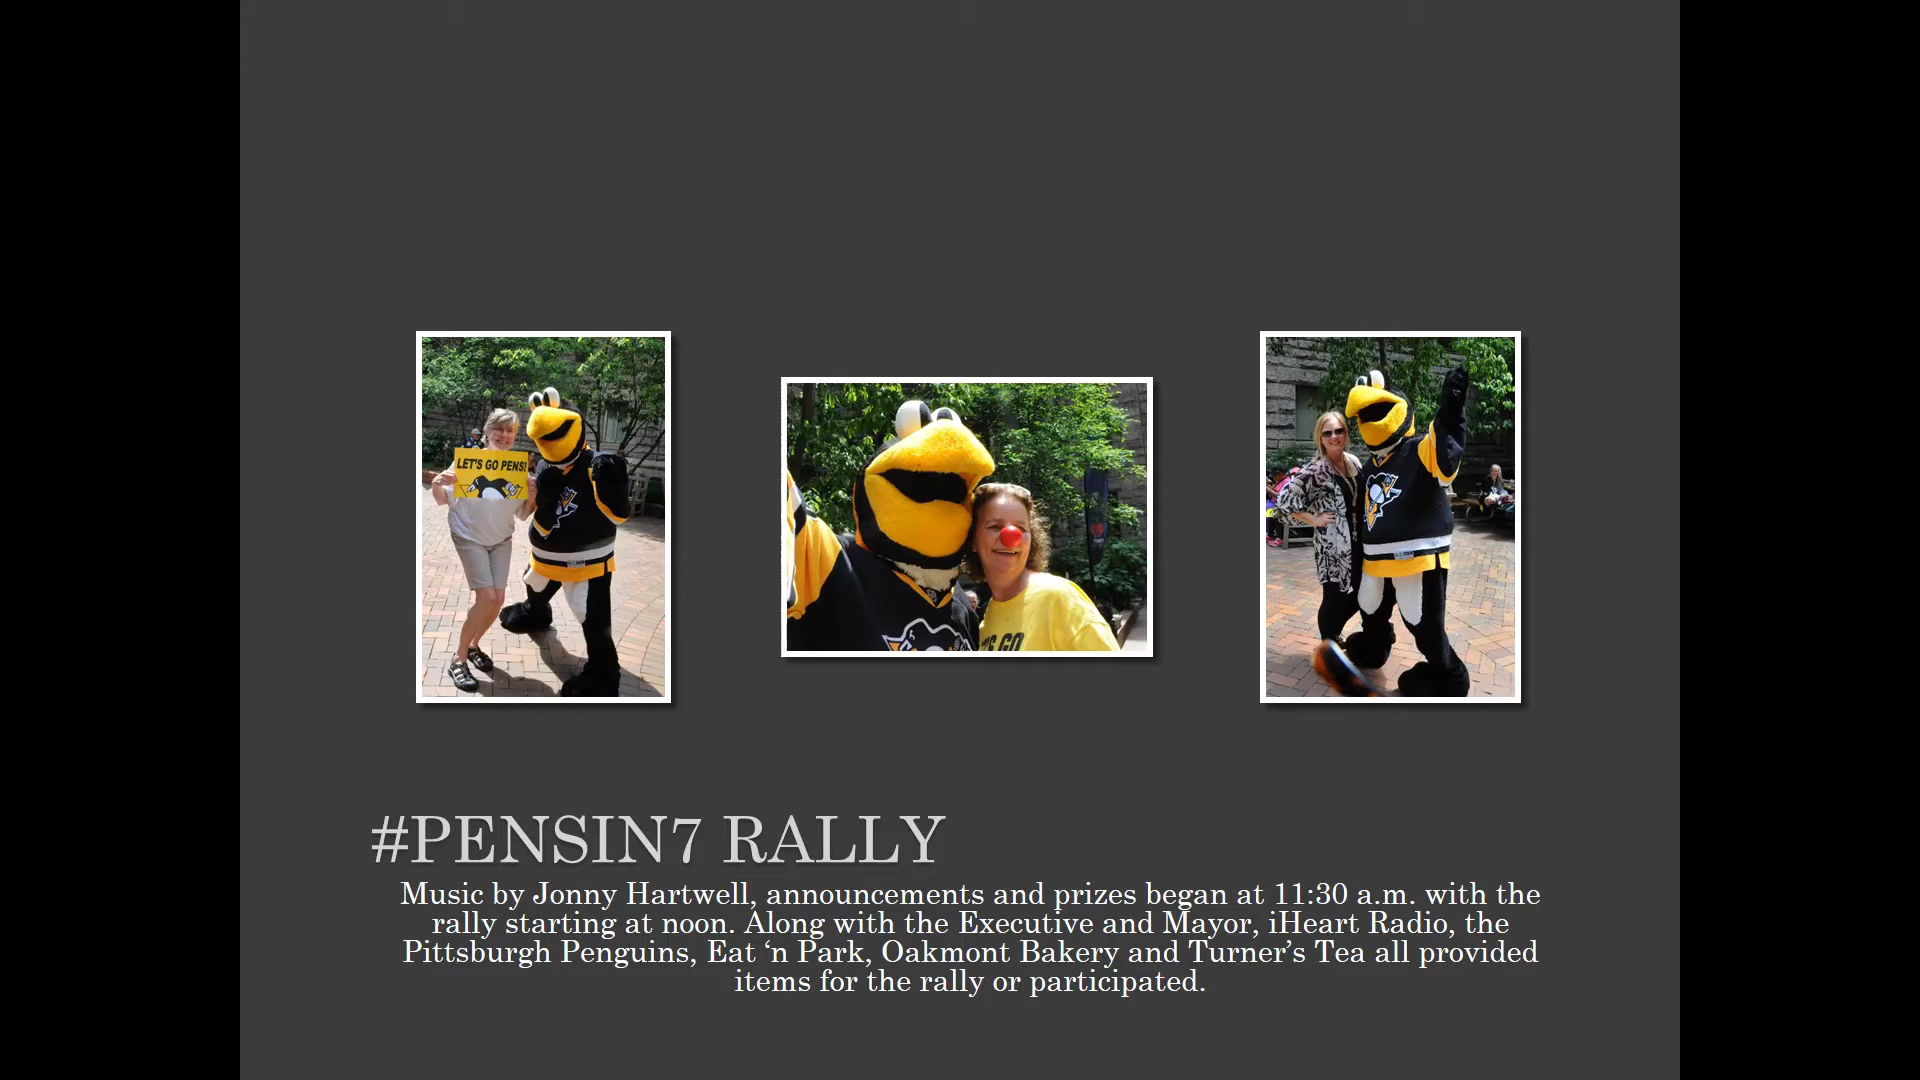 LET'S GO PENS!
'S GO
#PENSIN7 RALLY
Music by Jonny Hartwell, announcements and prizes began at 11:30 a.m. with the
rally starting at noon. Along with the Executive and Mayor, iHeart Radio, the
Pittsburgh Penguins, Eat ‘n Park, Oakmont Bakery and Turner’s Tea all provided
items for the rally or participated.